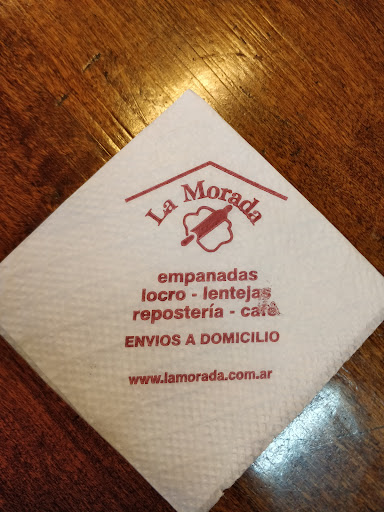 La Morada
empanadas
locro - lentejas
repostería - café
ENVIOS A DOMICILIO
www.lamorada.com.ar